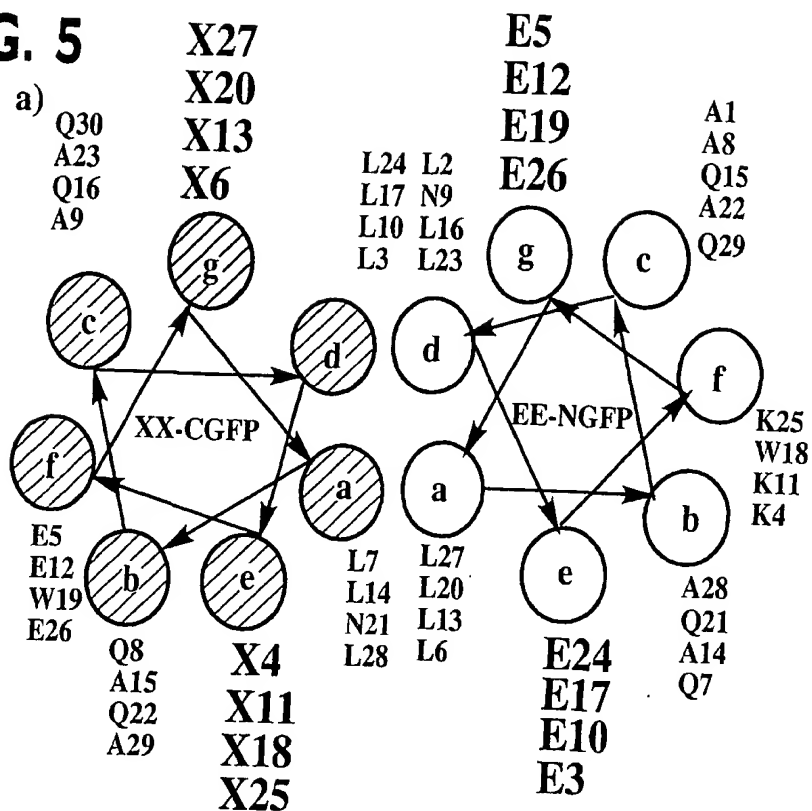 G. 5
a)
Q30
A23
Q16
A9
X27
X20
X13
X6
L24 L2
L17 N9
L10 L16
L3 L23
E5
E12
E19
E26
A1
A8
Q15
A22
Q29
c
g
d
f
XX-CGFP
a
b
e
g
c
d
f
EE-NGFP
a
b
e
E5
E12
W19
E26
Q8
A15
Q22
A29
X4
X11
X18
X25
L7
L14
N21
L28
L27
L20
L13
L6
E24
E17
E10
E3
K25
W18
K11
K4
A28
Q21
A14
Q7